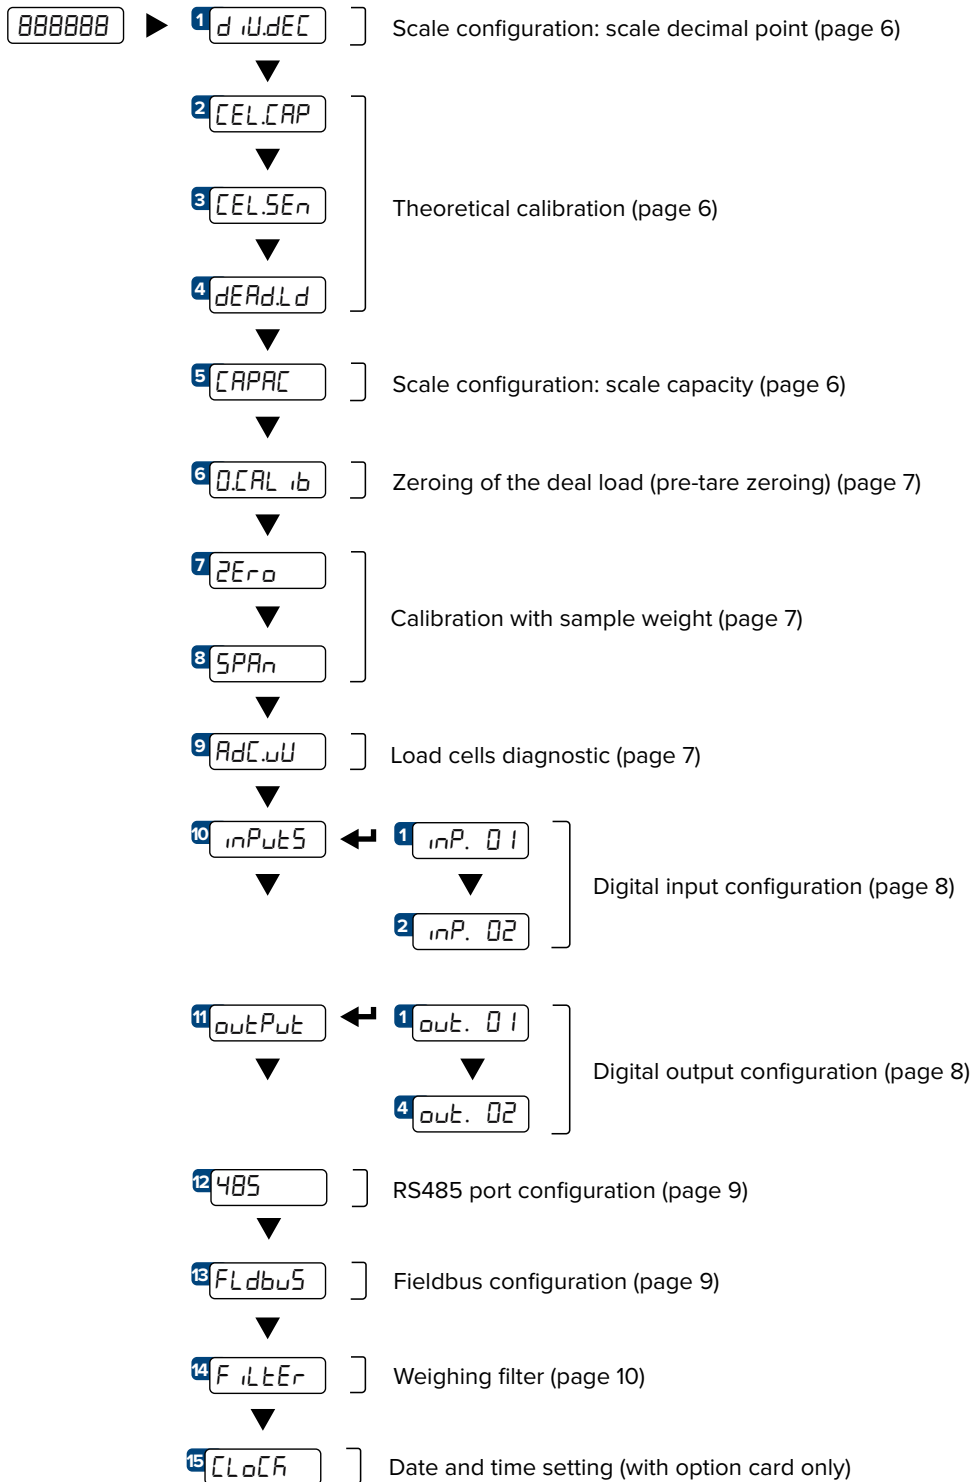 888888
1 diU.dEC Scale configuration: scale decimal point (page 6)
2 CEL.CAP
3 CEL.SEn Theoretical calibration (page 6)
4 dEAd.Ld
5 CAPAC Scale configuration: scale capacity (page 6)
6 0.CALib Zeroing of the deal load (pre-tare zeroing) (page 7)
7 2Ero
Calibration with sample weight (page 7)
8 SPAn
9 AdC.uU Load cells diagnostic (page 7)
10 inPutS 1 inP. 01
Digital input configuration (page 8)
2 inP. 02
11 outPut 1 out. 01
Digital output configuration (page 8)
4 out. 02
12 485 RS485 port configuration (page 9)
13 FLdbuS Fieldbus configuration (page 9)
14 FiLtEr Weighing filter (page 10)
15 CLoCk Date and time setting (with option card only)